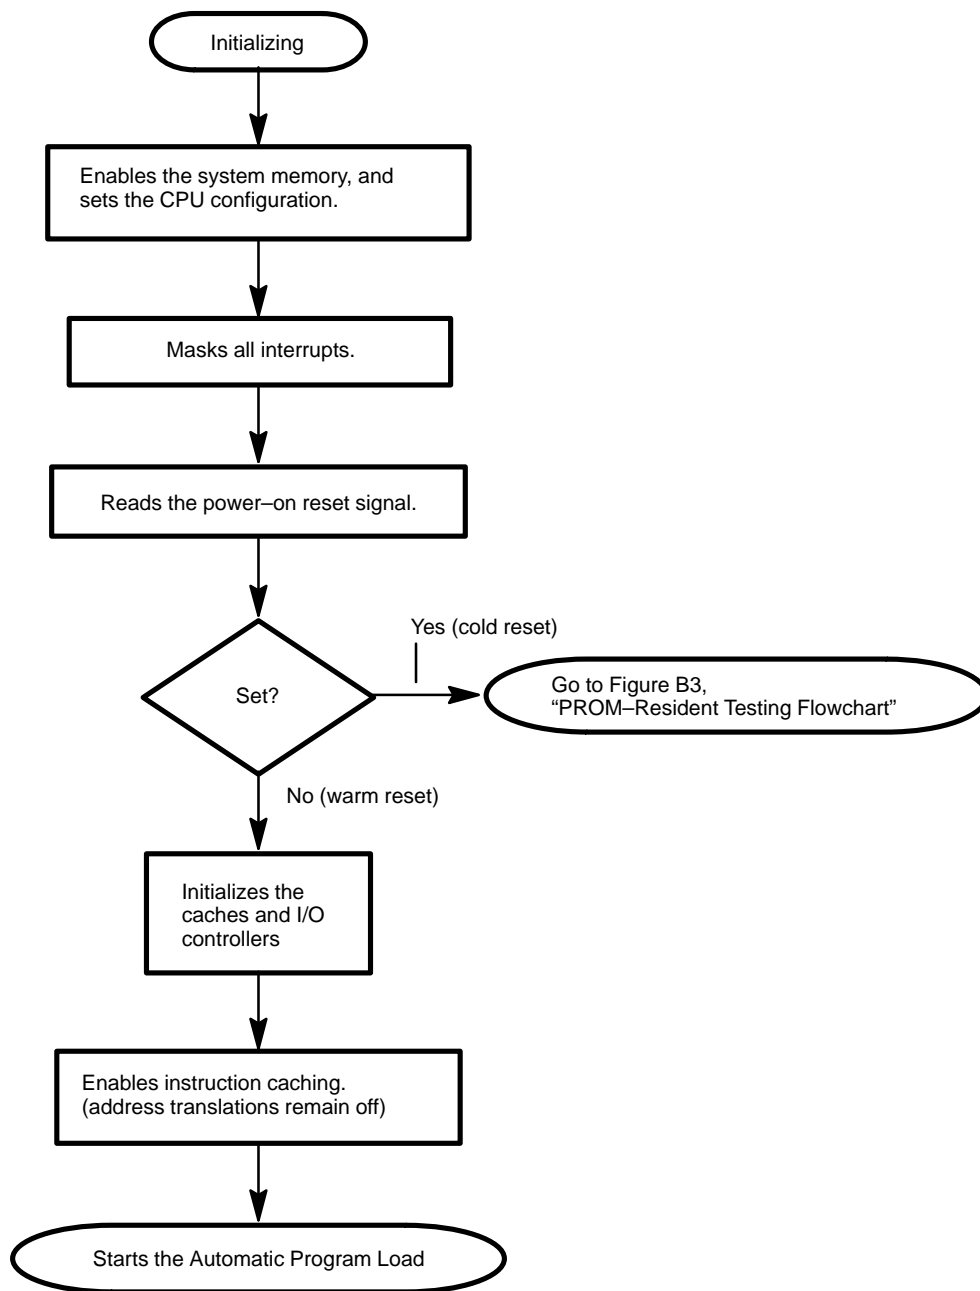 Initializing
Enables the system memory, and
sets the CPU configuration.
Masks all interrupts.
Reads the power–on reset signal.
Yes (cold reset)
Set?
Go to Figure B3,
“PROM–Resident Testing Flowchart”
No (warm reset)
Initializes the
caches and I/O
controllers
Enables instruction caching.
(address translations remain off)
Starts the Automatic Program Load